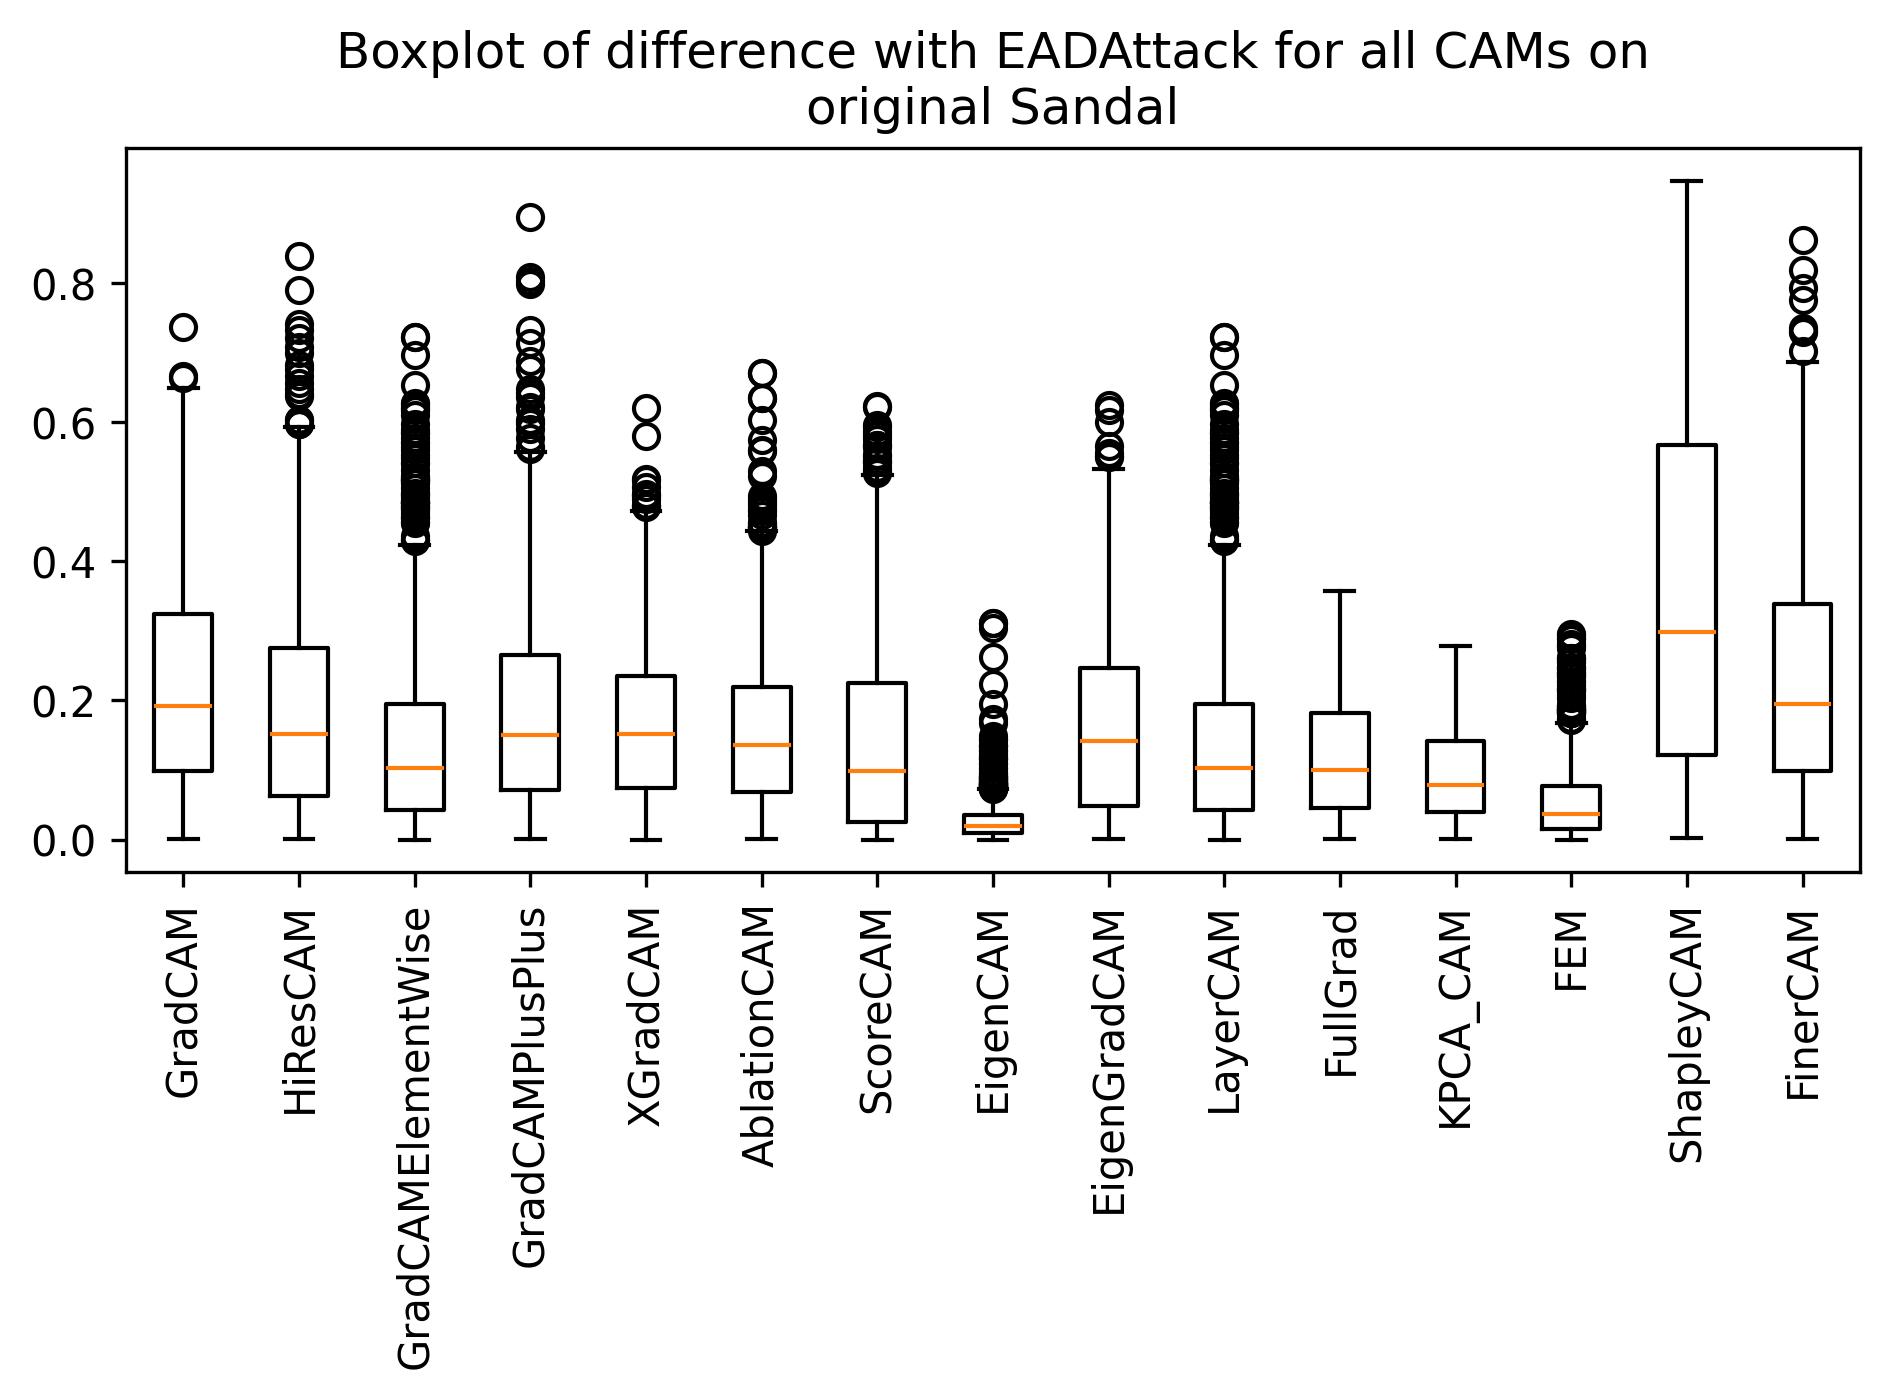 Boxplot of difference with EADAttack for all CAMs on
original Sandal
0.8
0.6
0.4
0.2
0.0
GradCAM
HiResCAM
GradCAMElementWise
GradCAMPlusPlus
XGradCAM
AblationCAM
ScoreCAM
EigenCAM
EigenGradCAM
LayerCAM
FullGrad
KPCA_CAM
FEM
ShapleyCAM
FinerCAM